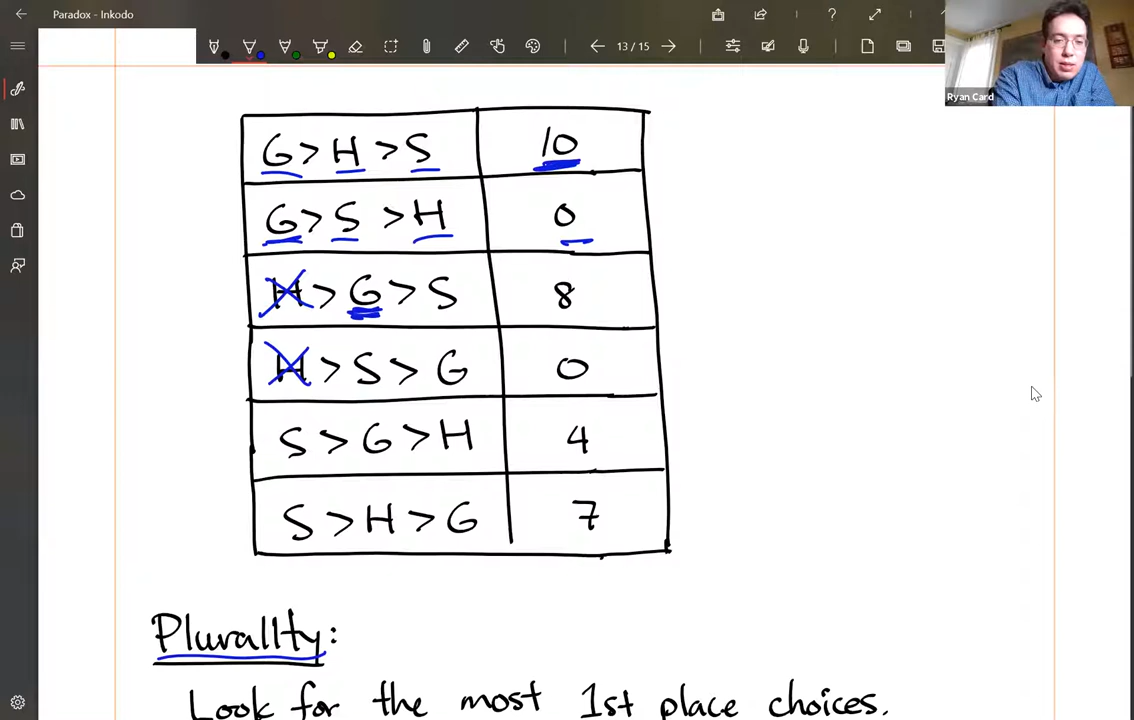 Paradox - Inkodo
13 / 15
Ryan Card
G > H > S 10
G > S > H 0
H > G > S 8
H > S > G 0
S > G > H 4
S > H > G 7
Plurality:
Look for the most 1st place choices.